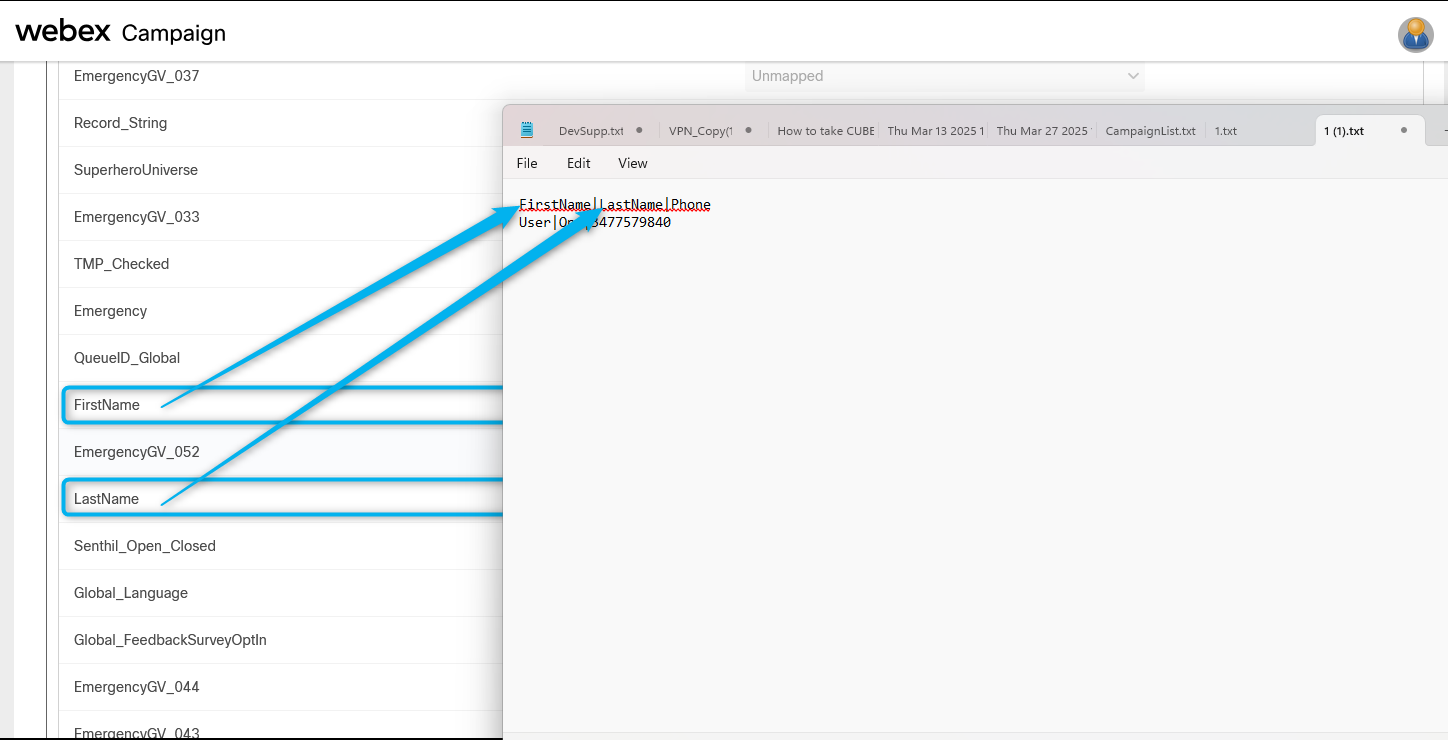 webex Campaign
EmergencyGV_037
Unmapped
Record_String
SuperheroUniverse
EmergencyGV_033
TMP_Checked
Emergency
QueueID_Global
FirstName
EmergencyGV_052
LastName
Senthil_Open_Closed
Global_Language
Global_FeedbackSurveyOptIn
EmergencyGV_044
EmergencyGV_043
DevSupp.txt
VPN_Copy(1
How to take CUBE
Thu Mar 13 2025 1
Thu Mar 27 2025
CampaignList.txt
1.txt
1 (1).txt
File Edit View
FirstName|LastName|Phone
User| 3477579840